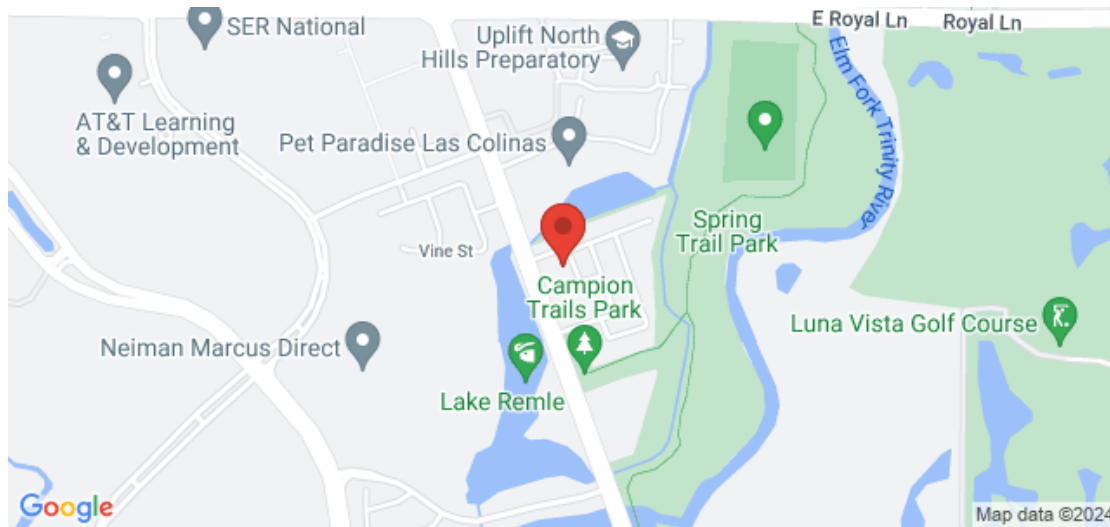 E Royal Ln
Royal Ln
SER National
Uplift North
Hills Preparatory
Elm Fork Trinity River
AT&T Learning
& Development
Pet Paradise Las Colinas
Spring
Trail Park
Vine St
Campion
Trails Park
Luna Vista Golf Course
Neiman Marcus Direct
Lake Remle
Google
Map data ©2024